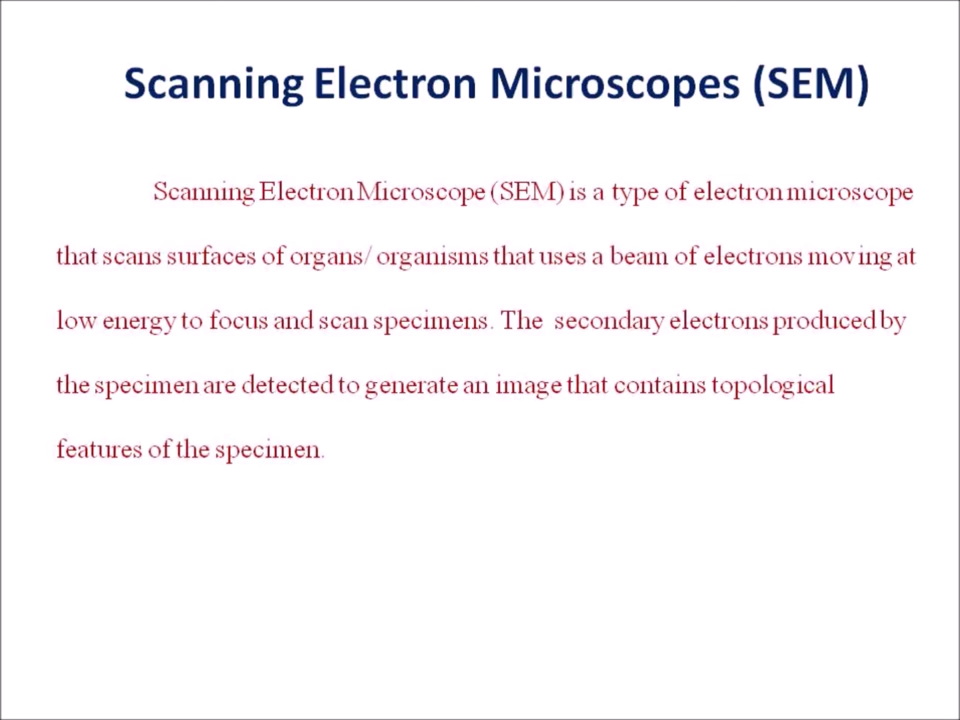 Scanning Electron Microscopes (SEM)
Scanning Electron Microscope (SEM) is a type of electron microscope
that scans surfaces of organs/ organisms that uses a beam of electrons moving at
low energy to focus and scan specimens. The secondary electrons produced by
the specimen are detected to generate an image that contains topological
features of the specimen.